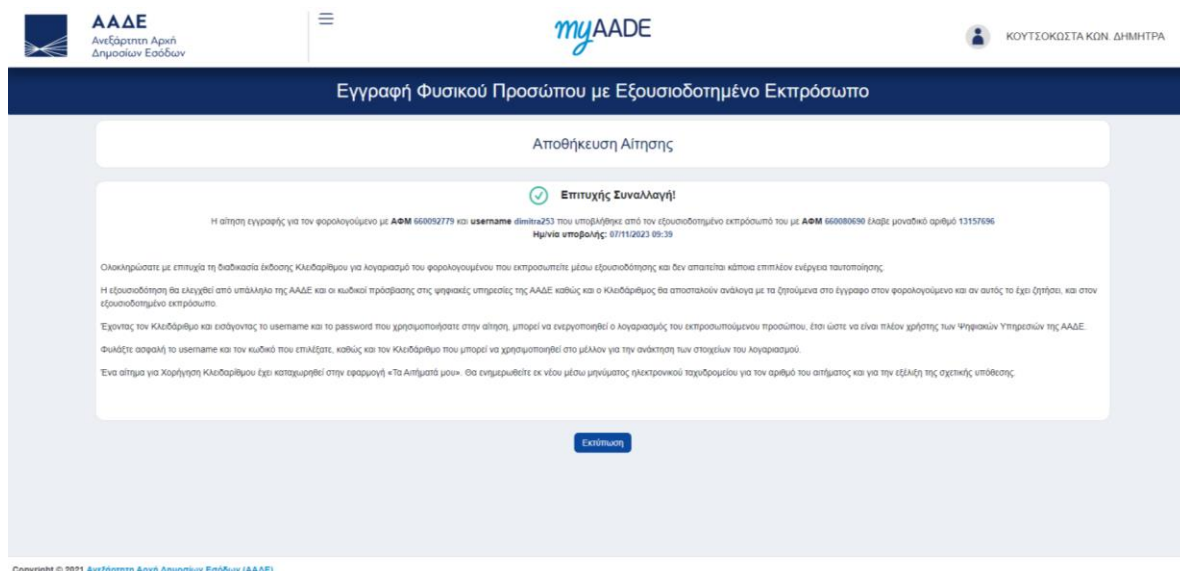 ΑΑΔΕ
Ανεξάρτητη Αρχή
Δημοσίων Εσόδων
myAADE
ΚΟΥΤΣΟΚΩΣΤΑ ΚΩΝ. ΔΗΜΗΤΡΑ
Εγγραφή Φυσικού Προσώπου με Εξουσιοδοτημένο Εκπρόσωπο
Αποθήκευση Αίτησης
Επιτυχής Συναλλαγή!
Η αίτηση εγγραφής για τον φορολογούμενο με ΑΦΜ 660092779 και username dimitra253 που υποβλήθηκε από τον εξουσιοδοτημένο εκπρόσωπό του με ΑΦΜ 660080690 έλαβε μοναδικό αριθμό 13157696
Ημ/νία υποβολής: 07/11/2023 09:39
Ολοκληρώσατε με επιτυχία τη διαδικασία έκδοσης Κλειδαρίθμου για λογαριασμό του φορολογουμένου που εκπροσωπείτε μέσω εξουσιοδότησης και δεν απαιτείται κάποια επιπλέον ενέργεια ταυτοποίησης.
Η εξουσιοδότηση θα ελεγχθεί από υπάλληλο της ΑΑΔΕ και οι κωδικοί πρόσβασης στις ψηφιακές υπηρεσίες της ΑΑΔΕ καθώς και ο Κλειδάριθμος θα αποσταλούν ανάλογα με τα ζητούμενα στο έγγραφο στον φορολογούμενο και αν αυτός το έχει ζητήσει, και στον
εξουσιοδοτημένο εκπρόσωπο.
Έχοντας τον Κλειδάριθμο και εισάγοντας το username και το password που χρησιμοποιήσατε στην αίτηση, μπορεί να ενεργοποιηθεί ο λογαριασμός του εκπροσωπούμενου προσώπου, έτσι ώστε να είναι πλέον χρήστης των Ψηφιακών Υπηρεσιών της ΑΑΔΕ.
Φυλάξτε ασφαλή το username και τον κωδικό που επιλέξατε, καθώς και τον Κλειδάριθμο που μπορεί να χρησιμοποιηθεί στο μέλλον για την ανάκτηση των στοιχείων του λογαριασμού.
Ένα αίτημα για Χορήγηση Κλειδαρίθμου έχει καταχωρηθεί στην εφαρμογή «Τα Αιτήματά μου». Θα ενημερωθείτε εκ νέου μέσω μηνύματος ηλεκτρονικού ταχυδρομείου για τον αριθμό του αιτήματος και για την εξέλιξη της σχετικής υπόθεσης.
Εκτύπωση
Copyright © 2021 Ανεξάρτητη Αρχή Δημοσίων Εσόδων (ΑΑΔΕ)